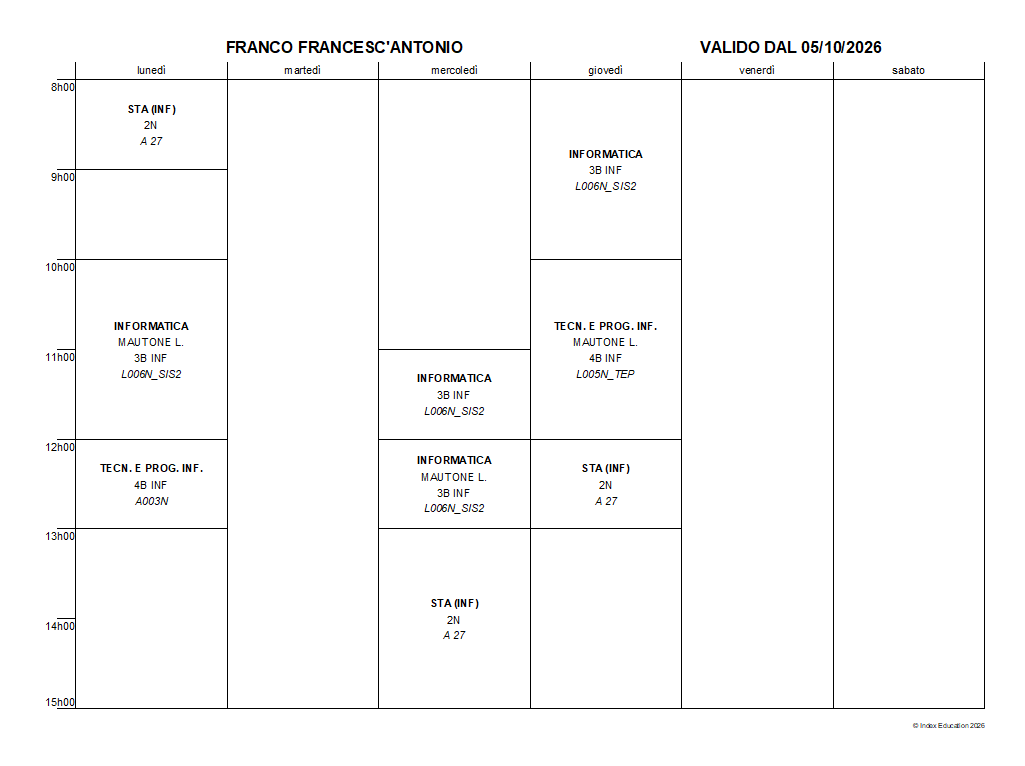 FRANCO FRANCESC'ANTONIO
VALIDO DAL 05/10/2026
lunedì
martedì
mercoledì
giovedì
venerdì
sabato
8h00
9h00
10h00
11h00
12h00
13h00
14h00
15h00
STA (INF)
2N
A 27
INFORMATICA
MAUTONE L.
3B INF
L006N_SIS2
TECN. E PROG. INF.
4B INF
A003N
INFORMATICA
3B INF
L006N_SIS2
INFORMATICA
MAUTONE L.
3B INF
L006N_SIS2
STA (INF)
2N
A 27
INFORMATICA
3B INF
L006N_SIS2
TECN. E PROG. INF.
MAUTONE L.
4B INF
L005N_TEP
STA (INF)
2N
A 27
© Index Education 2026